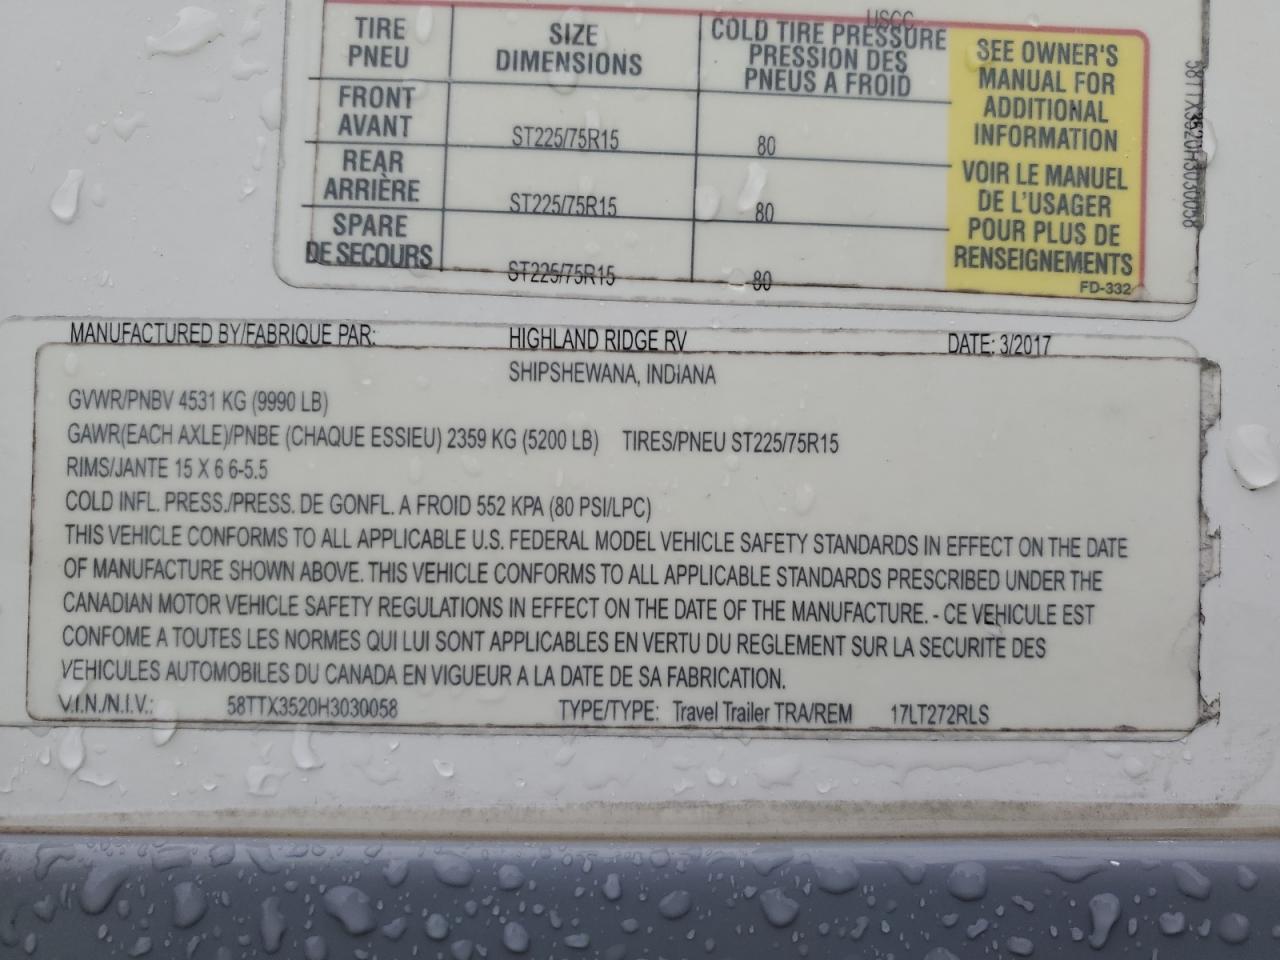 USCC
TIRE SIZE COLD TIRE PRESSURE
PNEU DIMENSIONS PRESSION DES
PNEUS A FROID
FRONT
AVANT ST225/75R15 80
REAR
ARRIÈRE ST225/75R15 80
SPARE
DE SECOURS ST225/75R15 80
SEE OWNER'S
MANUAL FOR
ADDITIONAL
INFORMATION
VOIR LE MANUEL
DE L'USAGER
POUR PLUS DE
RENSEIGNEMENTS
FD-332
58TTX3520H3030058
MANUFACTURED BY/FABRIQUE PAR: HIGHLAND RIDGE RV DATE: 3/2017
SHIPSHEWANA, INDIANA
GVWR/PNBV 4531 KG (9990 LB)
GAWR(EACH AXLE)/PNBE (CHAQUE ESSIEU) 2359 KG (5200 LB) TIRES/PNEU ST225/75R15
RIMS/JANTE 15 X 6 6-5.5
COLD INFL. PRESS./PRESS. DE GONFL. A FROID 552 KPA (80 PSI/LPC)
THIS VEHICLE CONFORMS TO ALL APPLICABLE U.S. FEDERAL MODEL VEHICLE SAFETY STANDARDS IN EFFECT ON THE DATE
OF MANUFACTURE SHOWN ABOVE. THIS VEHICLE CONFORMS TO ALL APPLICABLE STANDARDS PRESCRIBED UNDER THE
CANADIAN MOTOR VEHICLE SAFETY REGULATIONS IN EFFECT ON THE DATE OF THE MANUFACTURE. - CE VEHICULE EST
CONFOME A TOUTES LES NORMES QUI LUI SONT APPLICABLES EN VERTU DU REGLEMENT SUR LA SECURITE DES
VEHICULES AUTOMOBILES DU CANADA EN VIGUEUR A LA DATE DE SA FABRICATION.
V.I.N./N.I.V.: 58TTX3520H3030058 TYPE/TYPE: Travel Trailer TRA/REM 17LT272RLS